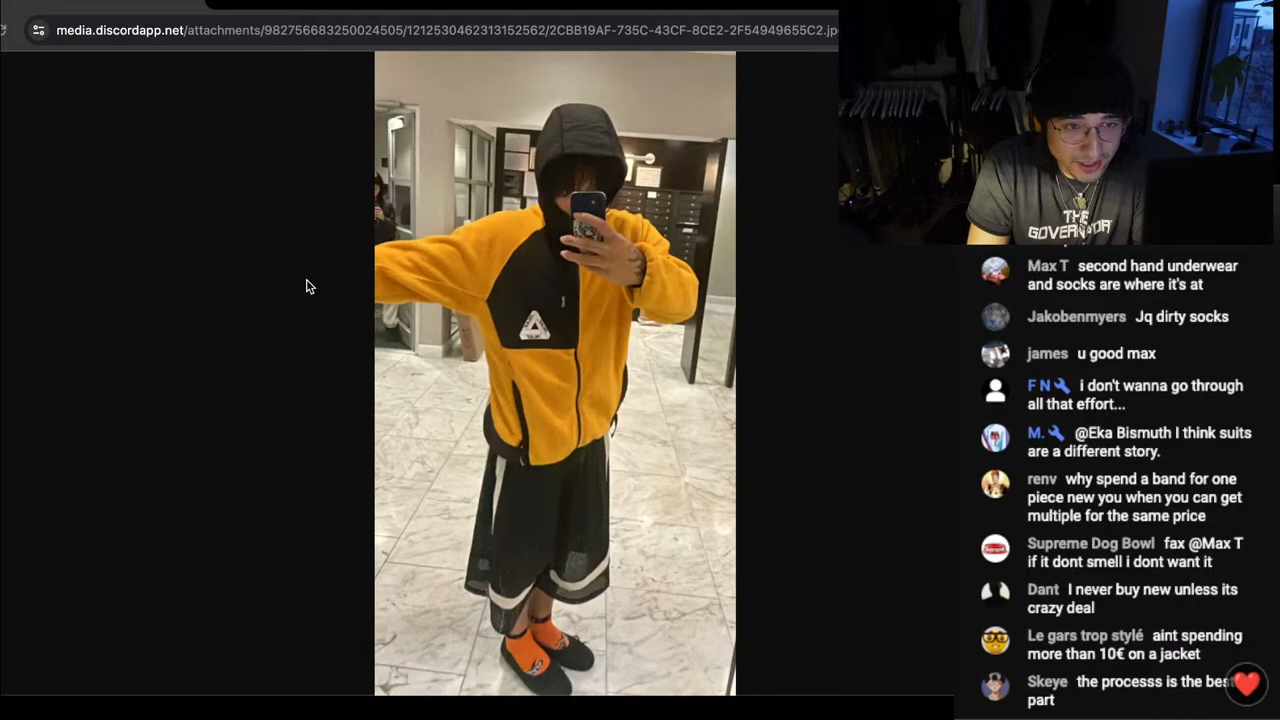 media.discordapp.net/attachments/982756683250024505/1212530462313152562/2CBB19AF-735C-43CF-8CE2-2F54949655C2.jp
THE
GOVERNATOR
Max T second hand underwear
and socks are where it's at
Jakobenmyers Jq dirty socks
james u good max
F N i don't wanna go through
all that effort...
M. @Eka Bismuth I think suits
are a different story.
renv why spend a band for one
piece new you when you can get
multiple for the same price
Supreme Dog Bowl fax @Max T
if it dont smell i dont want it
Dant I never buy new unless its
crazy deal
Le gars trop stylé aint spending
more than 10€ on a jacket
Skeye the processs is the best
part